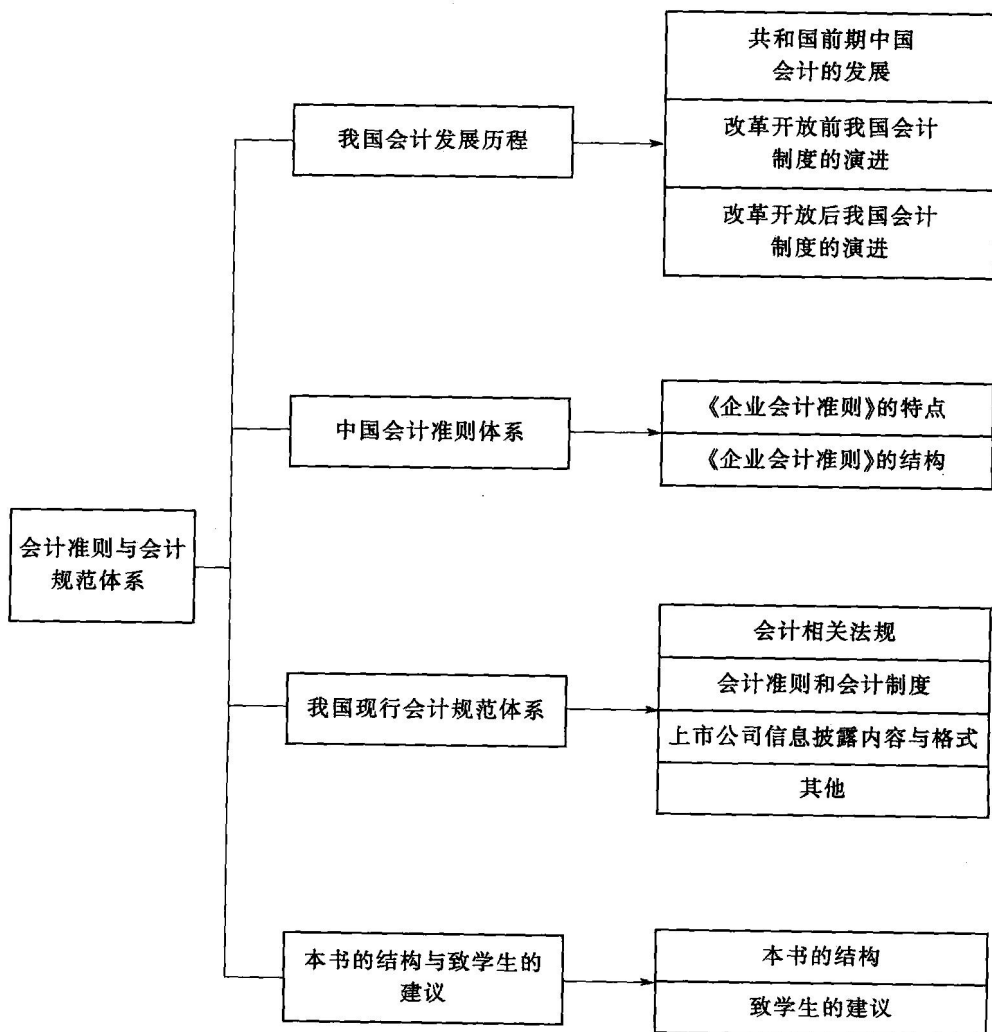 共和国前期中国
会计的发展
我国会计发展历程
改革开放前我国会计
制度的演进
改革开放后我国会计
制度的演进
中国会计准则体系
《企业会计准则》的特点
《企业会计准则》的结构
会计准则与会计
规范体系
我国现行会计规范体系
会计相关法规
会计准则和会计制度
上市公司信息披露内容与格式
其他
本书的结构与致学生的
建议
本书的结构
致学生的建议